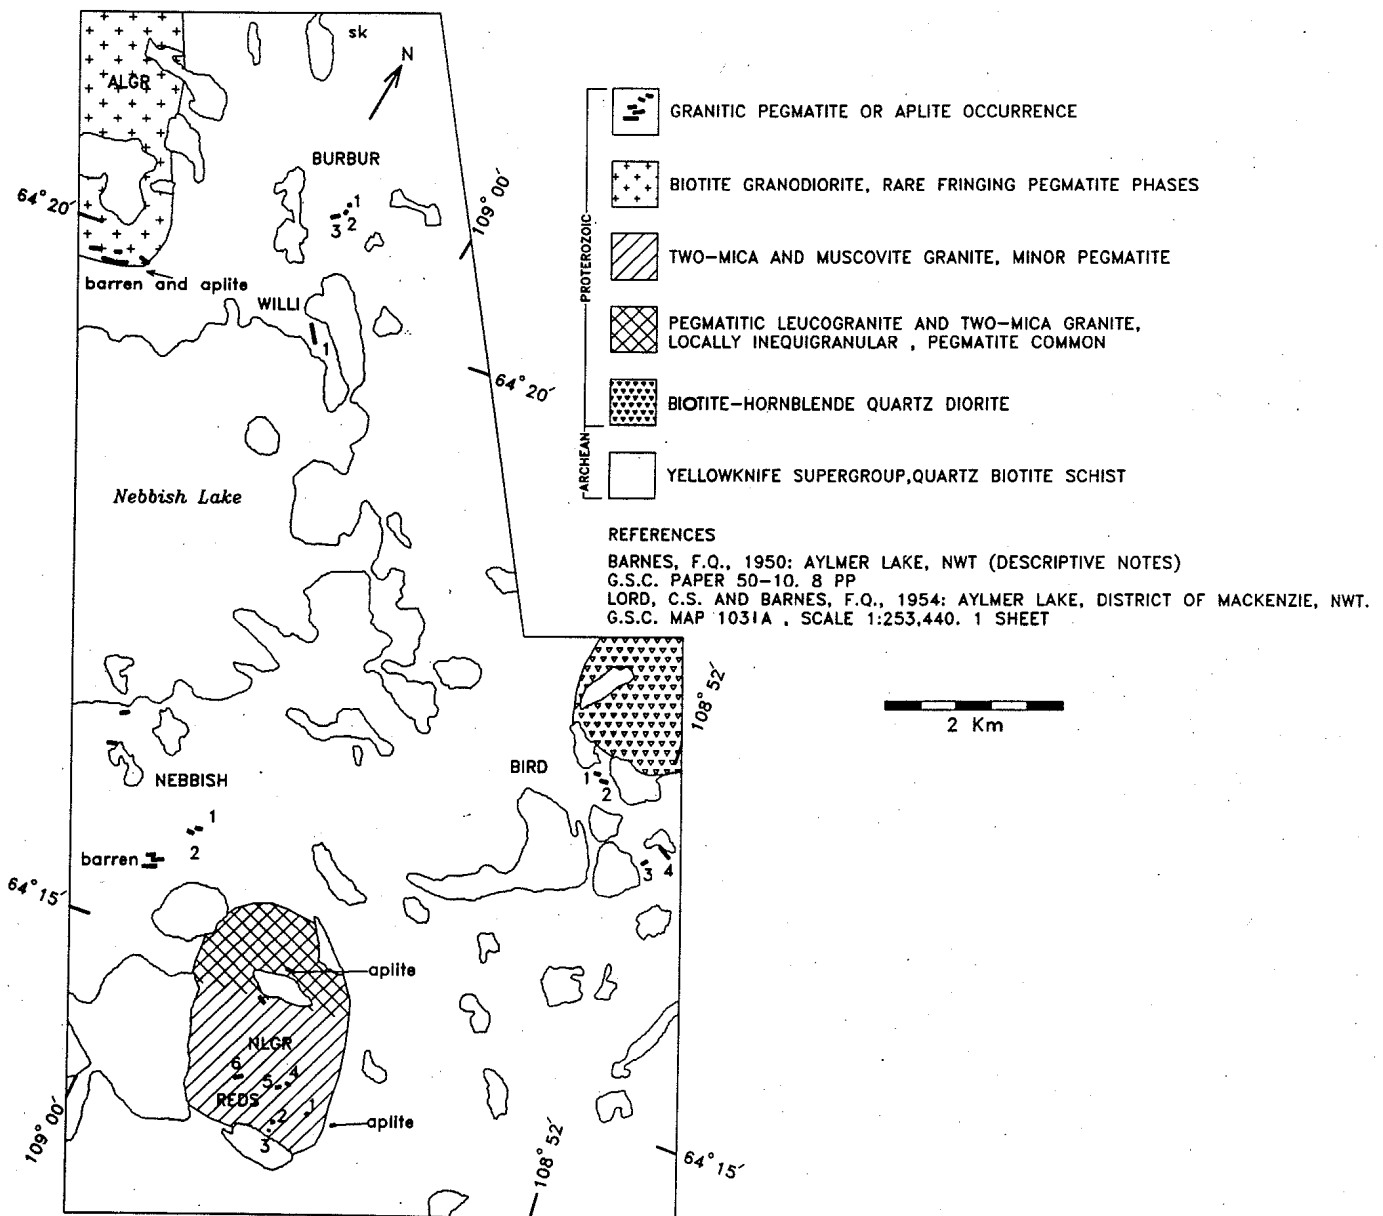 sk
N
ALGR
BURBUR
1
2
3
64°20′
109°00′
barren and aplite
WILLI
1
64°20′
Nebbish Lake
108°52′
NEBBISH
1
2
barren
BIRD
1
2
3
4
64°15′
aplite
NLGR
6
5
4
REDS
2
1
3
aplite
109°00′
108°52′
64°15′
PROTEROZOIC
ARCHEAN
GRANITIC PEGMATITE OR APLITE OCCURRENCE
BIOTITE GRANODIORITE, RARE FRINGING PEGMATITE PHASES
TWO-MICA AND MUSCOVITE GRANITE, MINOR PEGMATITE
PEGMATITIC LEUCOGRANITE AND TWO-MICA GRANITE,
LOCALLY INEQUIGRANULAR , PEGMATITE COMMON
BIOTITE-HORNBLENDE QUARTZ DIORITE
YELLOWKNIFE SUPERGROUP,QUARTZ BIOTITE SCHIST
REFERENCES
BARNES, F.Q., 1950: AYLMER LAKE, NWT (DESCRIPTIVE NOTES)
G.S.C. PAPER 50-10. 8 PP
LORD, C.S. AND BARNES, F.Q., 1954: AYLMER LAKE, DISTRICT OF MACKENZIE, NWT.
G.S.C. MAP 1031A , SCALE 1:253,440. 1 SHEET
2 Km